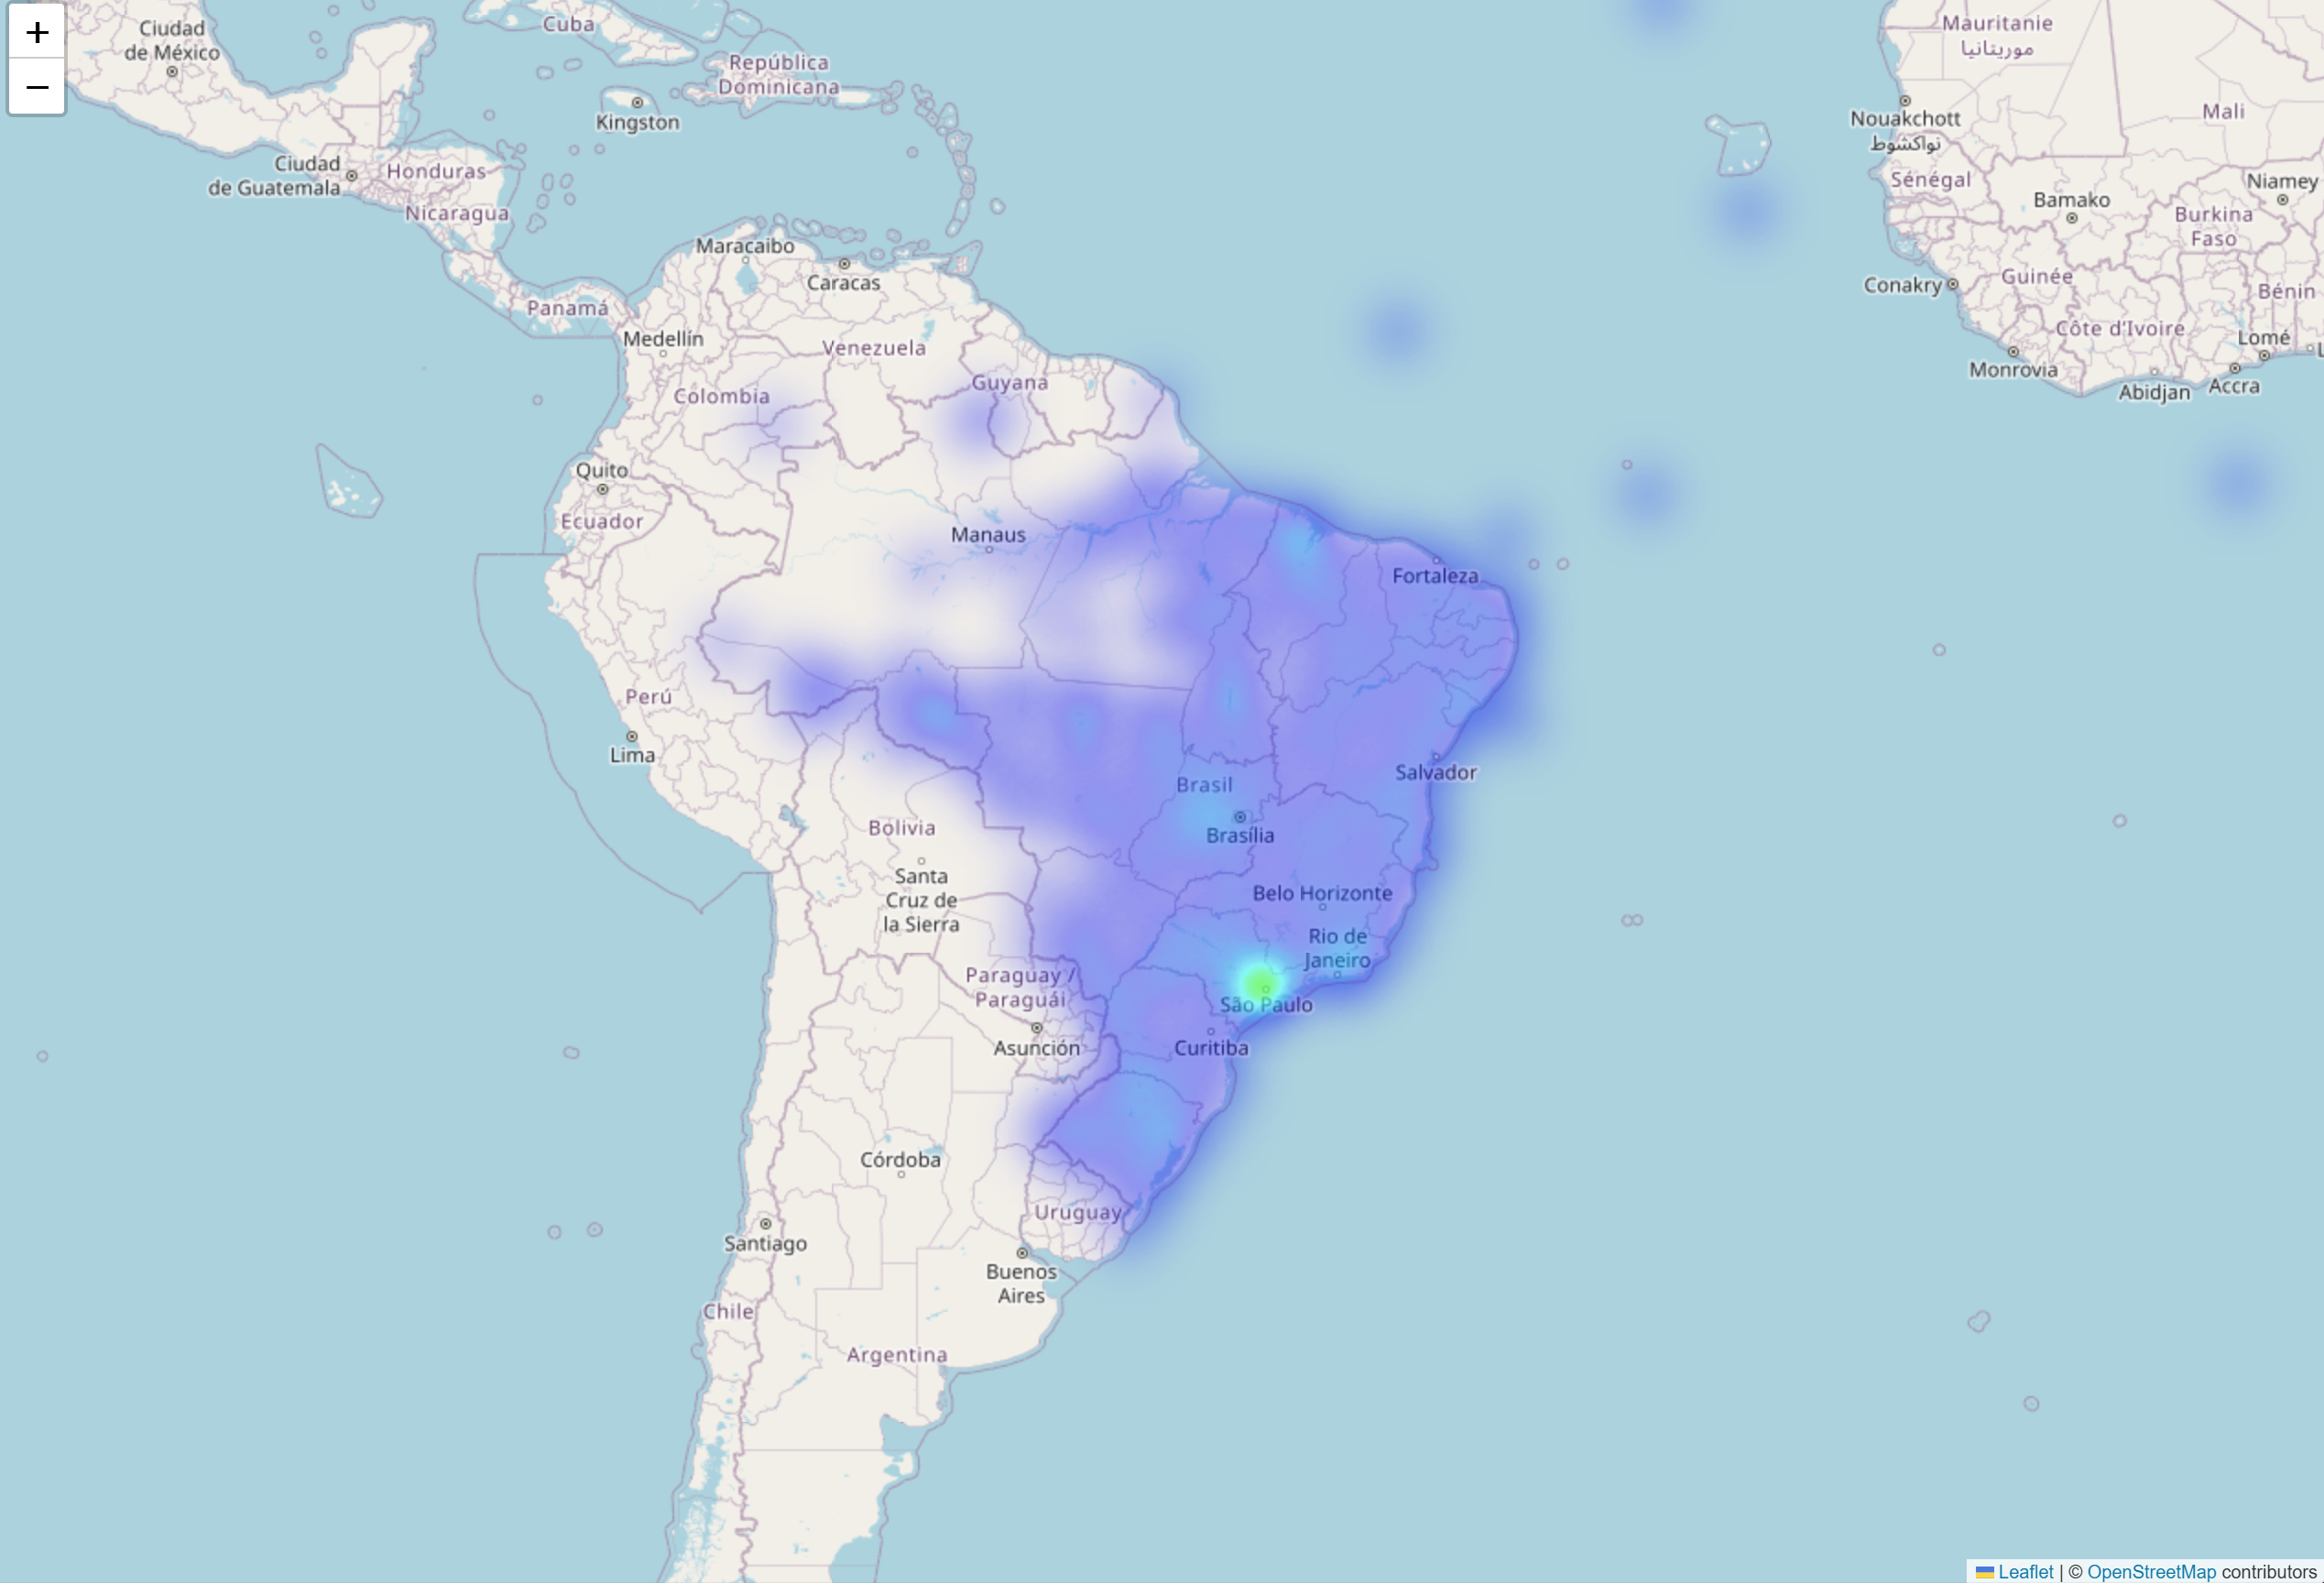 +
−
Ciudad
de México
Cuba
República
Dominicana
Kingston
Ciudad
de Guatemala
Honduras
Nicaragua
Panamá
Maracaibo
Caracas
Medellín
Venezuela
Colombia
Guyana
Quito
Ecuador
Manaus
Fortaleza
Perú
Lima
Brasil
Brasília
Salvador
Bolivia
Santa
Cruz de
la Sierra
Belo Horizonte
Rio de
Janeiro
São Paulo
Paraguay /
Paraguái
Asunción
Curitiba
Córdoba
Uruguay
Santiago
Buenos
Aires
Chile
Argentina
Mauritanie
موريتانيا
Nouakchott
نواكشوط
Mali
Sénégal
Bamako
Niamey
Burkina
Faso
Conakry
Guinée
Bénin
Côte d'Ivoire
Lomé
L
Monrovia
Abidjan
Accra
Leaflet | © OpenStreetMap contributors